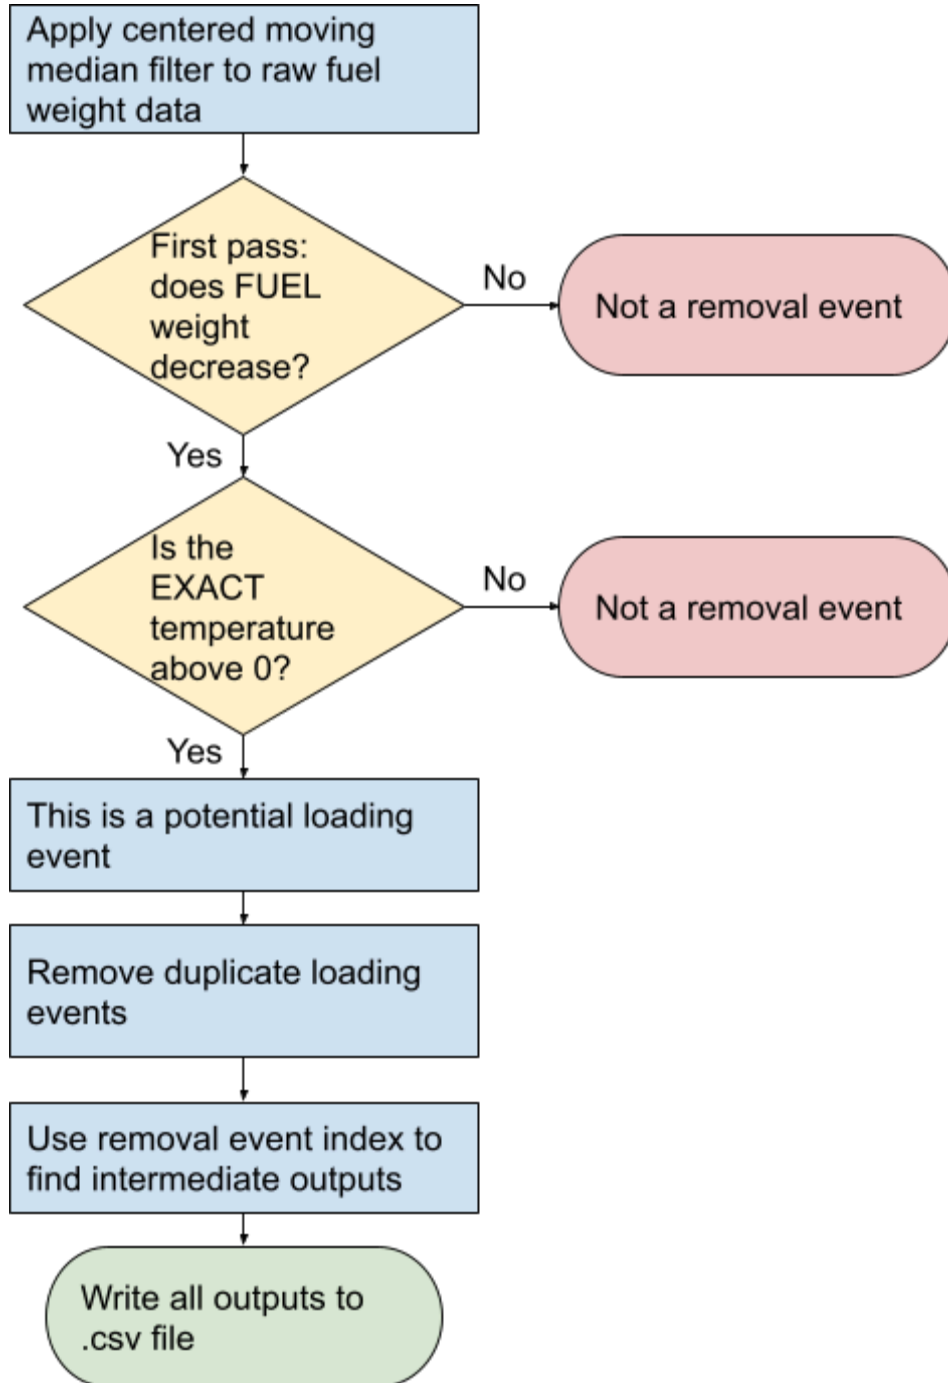 Apply centered moving
median filter to raw fuel
weight data
First pass:
does FUEL
weight
decrease?
No
Not a removal event
Yes
Is the
EXACT
temperature
above 0?
No
Not a removal event
Yes
This is a potential loading
event
Remove duplicate loading
events
Use removal event index to
find intermediate outputs
Write all outputs to
.csv file